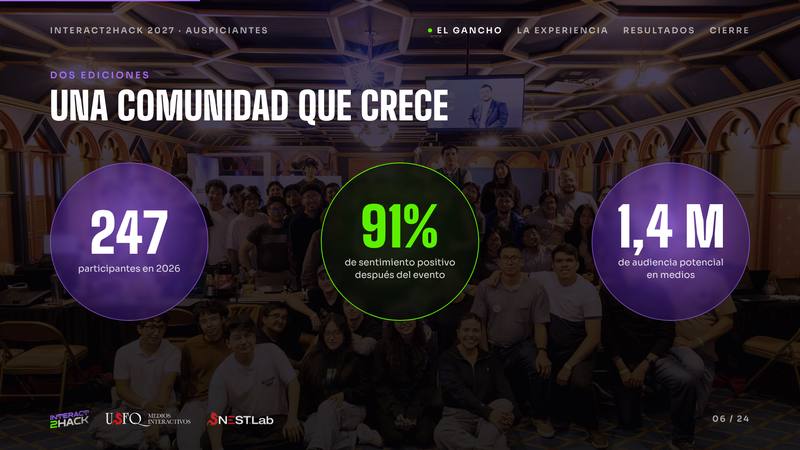 INTERACT2HACK 2027 · AUSPICIANTES
EL GANCHO LA EXPERIENCIA RESULTADOS CIERRE
DOS EDICIONES
UNA COMUNIDAD QUE CRECE
247
participantes en 2026
91%
de sentimiento positivo
después del evento
1,4 M
de audiencia potencial
en medios
INTERACT
2HACK
USFQ
MEDIOS
INTERACTIVOS
NESTLab
06 / 24